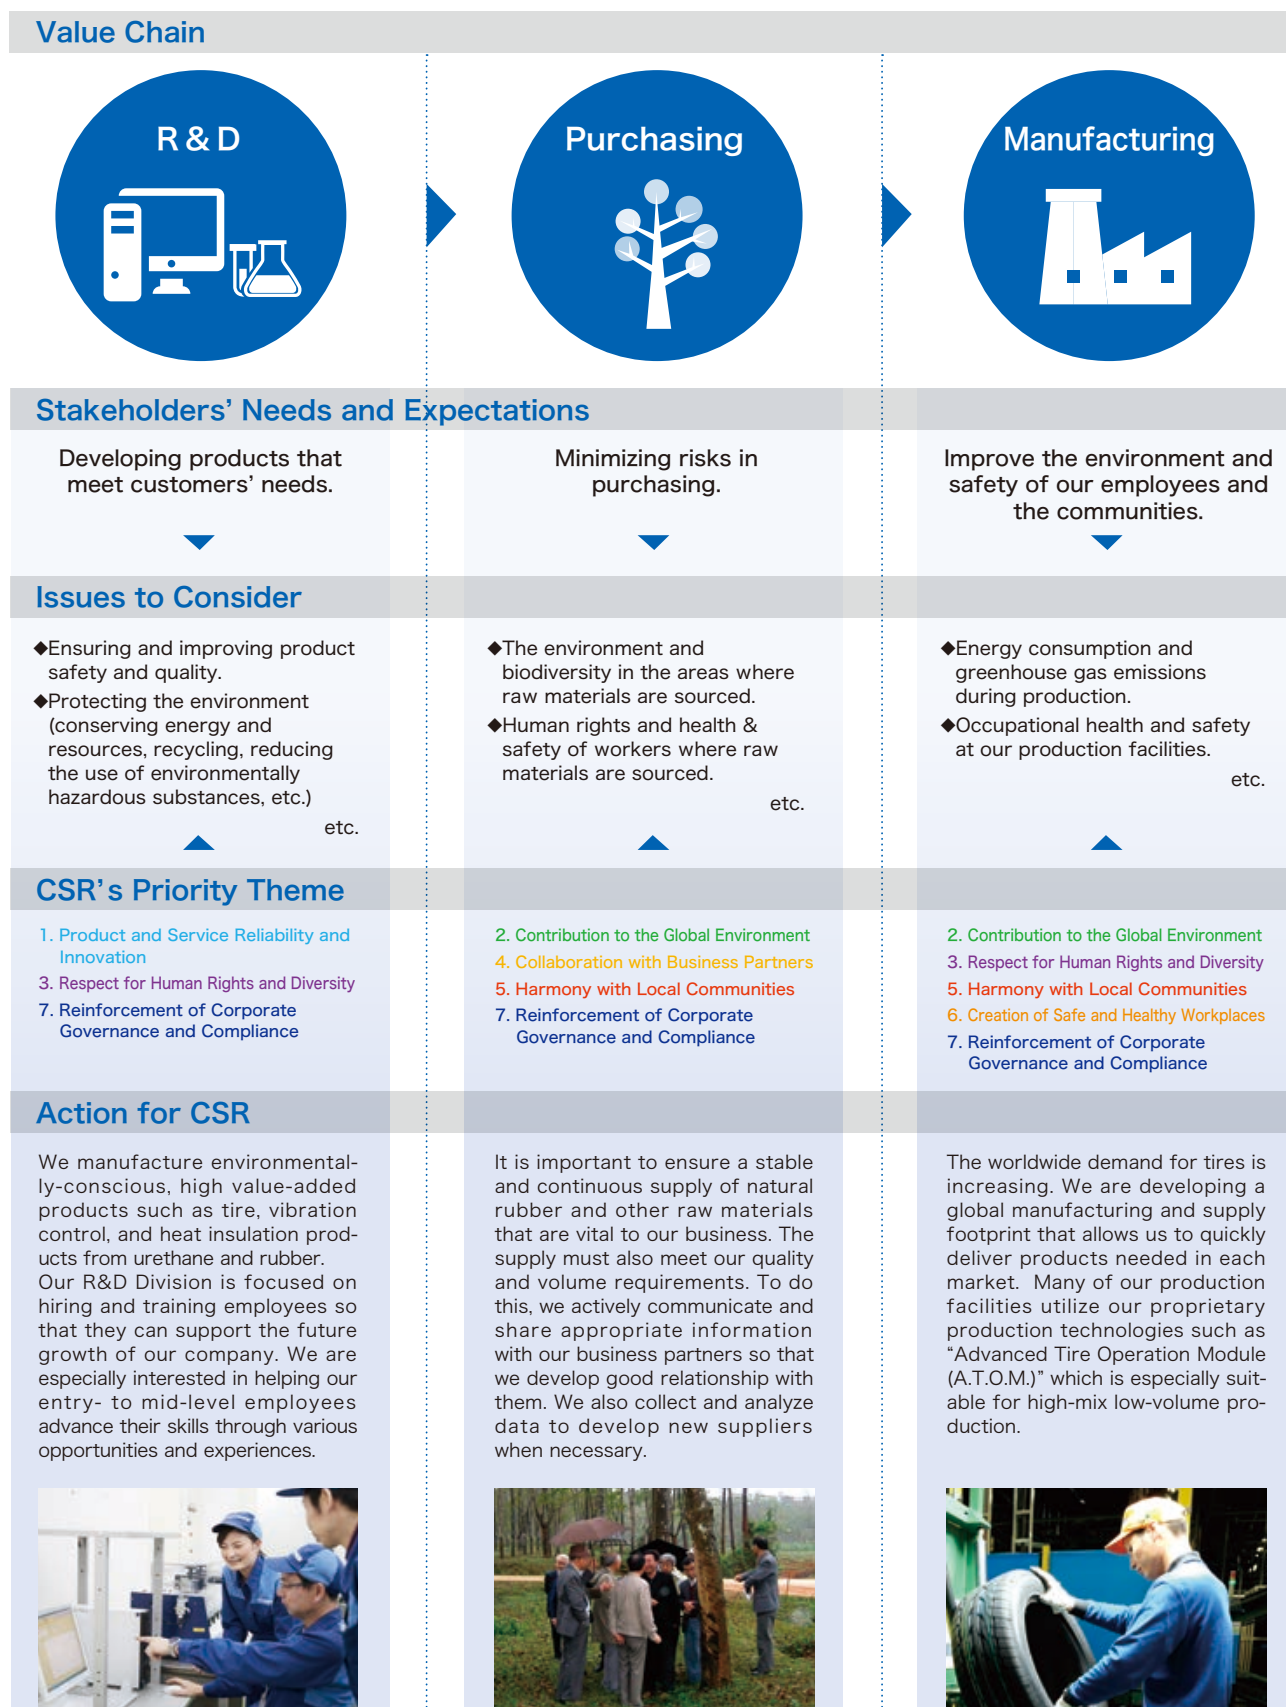 Value Chain
R & D
Purchasing
Manufacturing
Stakeholders’ Needs and Expectations
Developing products that
meet customers’ needs.
Minimizing risks in
purchasing.
Improve the environment and
safety of our employees and
the communities.
Issues to Consider
◆Ensuring and improving product
safety and quality.
◆Protecting the environment
(conserving energy and
resources, recycling, reducing
the use of environmentally
hazardous substances, etc.)
etc.
◆The environment and
biodiversity in the areas where
raw materials are sourced.
◆Human rights and health &
safety of workers where raw
materials are sourced.
etc.
◆Energy consumption and
greenhouse gas emissions
during production.
◆Occupational health and safety
at our production facilities.
etc.
CSR’s Priority Theme
1. Product and Service Reliability and
Innovation
3. Respect for Human Rights and Diversity
7. Reinforcement of Corporate
Governance and Compliance
2. Contribution to the Global Environment
4. Collaboration with Business Partners
5. Harmony with Local Communities
7. Reinforcement of Corporate
Governance and Compliance
2. Contribution to the Global Environment
3. Respect for Human Rights and Diversity
5. Harmony with Local Communities
6. Creation of Safe and Healthy Workplaces
7. Reinforcement of Corporate
Governance and Compliance
Action for CSR
We manufacture environmental-
ly-conscious, high value-added
products such as tire, vibration
control, and heat insulation prod-
ucts from urethane and rubber.
Our R&D Division is focused on
hiring and training employees so
that they can support the future
growth of our company. We are
especially interested in helping our
entry- to mid-level employees
advance their skills through various
opportunities and experiences.
It is important to ensure a stable
and continuous supply of natural
rubber and other raw materials
that are vital to our business. The
supply must also meet our quality
and volume requirements. To do
this, we actively communicate and
share appropriate information
with our business partners so that
we develop good relationship with
them. We also collect and analyze
data to develop new suppliers
when necessary.
The worldwide demand for tires is
increasing. We are developing a
global manufacturing and supply
footprint that allows us to quickly
deliver products needed in each
market. Many of our production
facilities utilize our proprietary
production technologies such as
“Advanced Tire Operation Module
(A.T.O.M.)” which is especially suit-
able for high-mix low-volume pro-
duction.